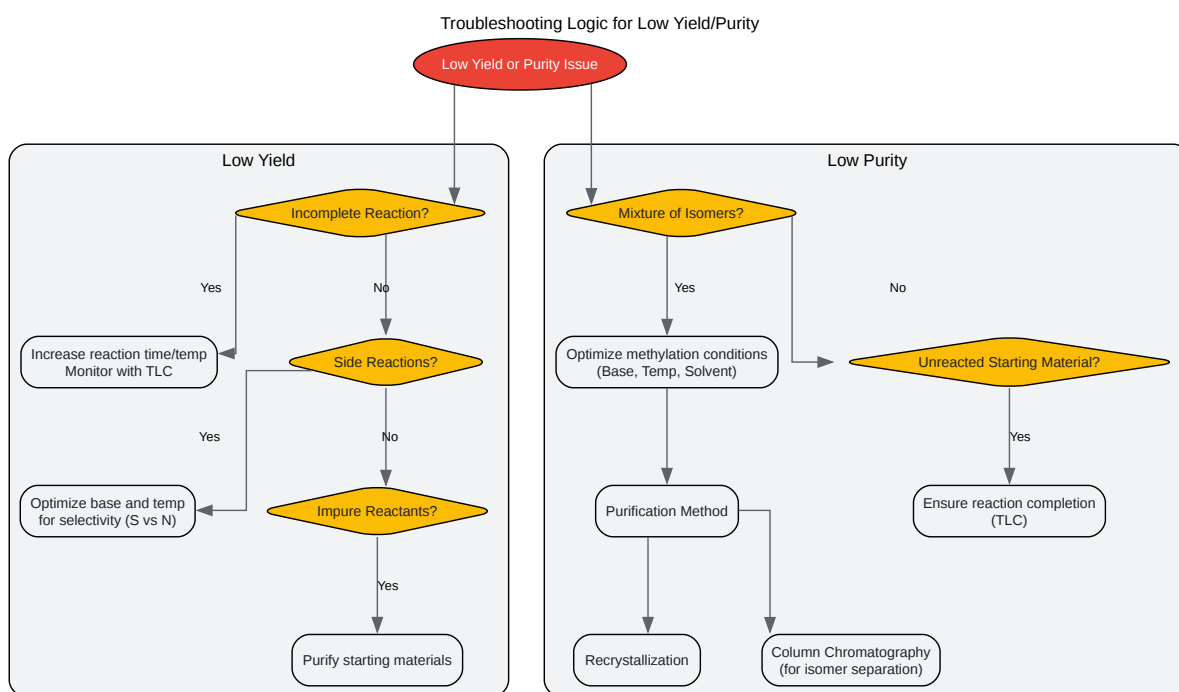 Troubleshooting Logic for Low Yield/Purity
Low Yield or Purity Issue
Low Yield
Incomplete Reaction?
Yes
No
Increase reaction time/temp
Monitor with TLC
Side Reactions?
Yes
No
Optimize base and temp
for selectivity (S vs N)
Impure Reactants?
Yes
Purify starting materials
Low Purity
Mixture of Isomers?
Yes
No
Optimize methylation conditions
(Base, Temp, Solvent)
Unreacted Starting Material?
Yes
Purification Method
Ensure reaction completion
(TLC)
Recrystallization
Column Chromatography
(for isomer separation)